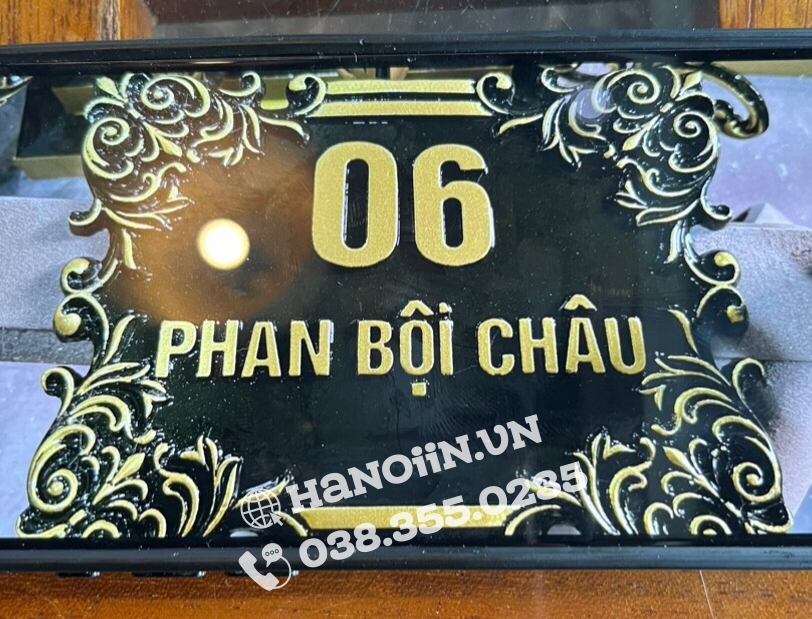 06
PHAN BỘI CHÂU
HANOiiN.VN
038.355.0285